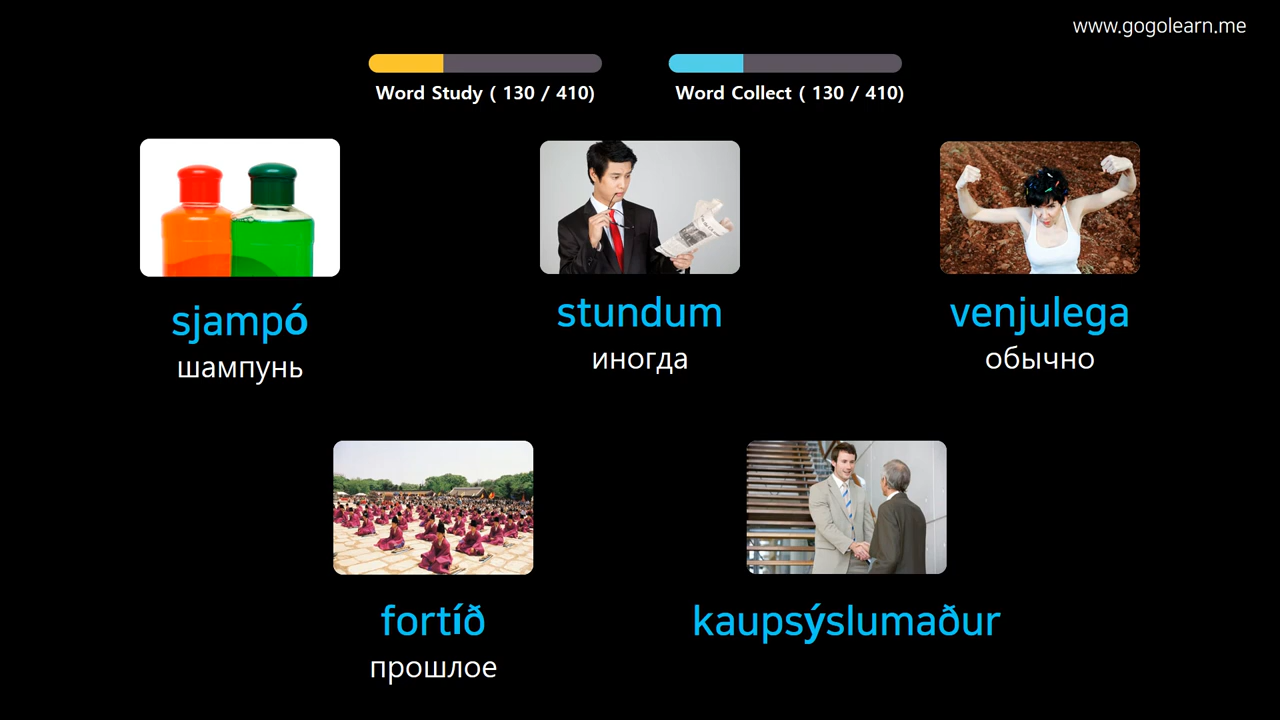 www.gogolearn.me
Word Study ( 130 / 410)
Word Collect ( 130 / 410)
sjampó
шампунь
stundum
иногда
venjulega
обычно
fortíð
прошлое
kaupsýslumaður